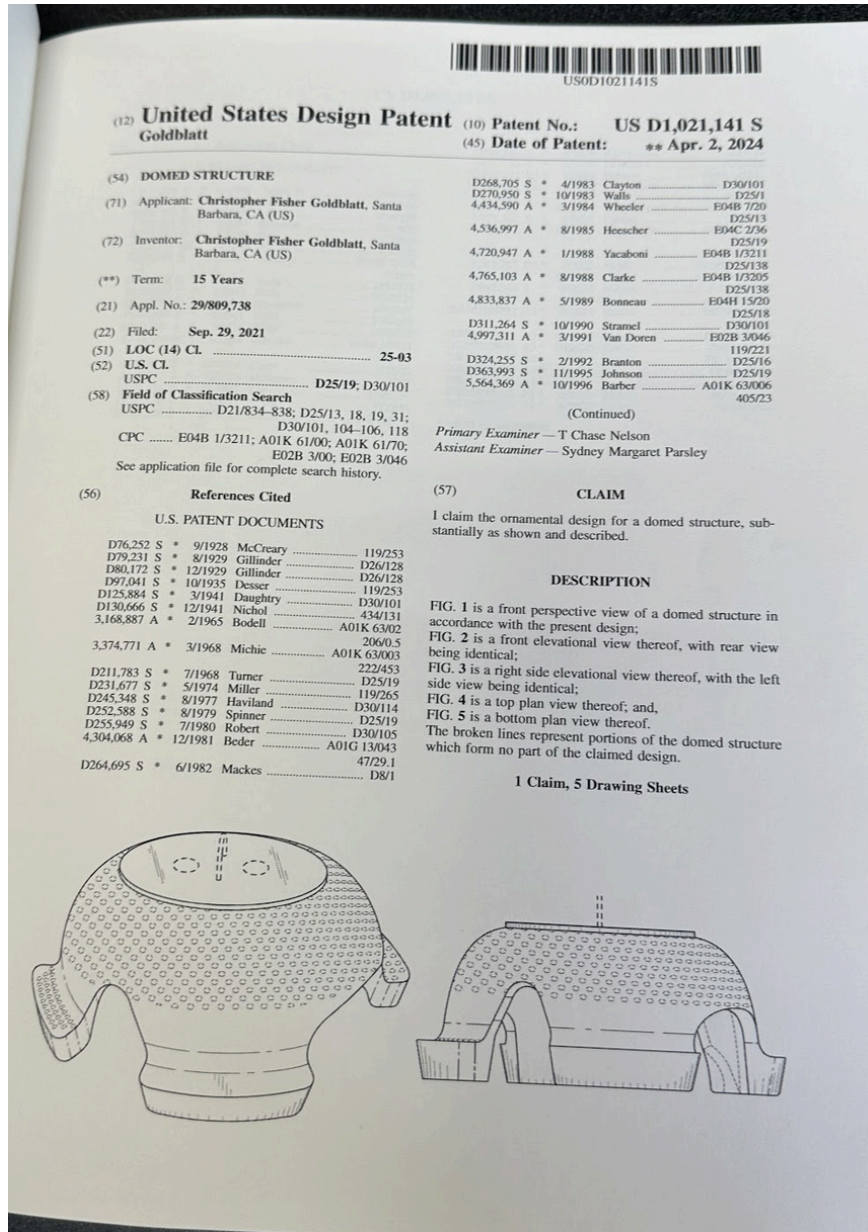 USOD1021141S
(12) United States Design Patent
Goldblatt
(10) Patent No.: US D1,021,141 S
(45) Date of Patent: ** Apr. 2, 2024
(54) DOMED STRUCTURE
(71) Applicant: Christopher Fisher Goldblatt, Santa
Barbara, CA (US)
(72) Inventor: Christopher Fisher Goldblatt, Santa
Barbara, CA (US)
(**) Term: 15 Years
(21) Appl. No.: 29/809,738
(22) Filed: Sep. 29, 2021
(51) LOC (14) Cl. .......................................... 25-03
(52) U.S. Cl.
USPC ...................................... D25/19; D30/101
(58) Field of Classification Search
USPC .............. D21/834–838; D25/13, 18, 19, 31;
D30/101, 104–106, 118
CPC ....... E04B 1/3211; A01K 61/00; A01K 61/70;
E02B 3/00; E02B 3/046
See application file for complete search history.
(56) References Cited
U.S. PATENT DOCUMENTS
D76,252 S * 9/1928 McCreary ..................... 119/253
D79,231 S * 8/1929 Gillinder ...................... D26/128
D80,172 S * 12/1929 Gillinder ...................... D26/128
D97,041 S * 10/1935 Desser .......................... 119/253
D125,884 S * 3/1941 Daughtry ..................... D30/101
D130,666 S * 12/1941 Nichol .......................... 434/131
3,168,887 A * 2/1965 Bodell ................... A01K 63/02
206/0.5
3,374,771 A * 3/1968 Michie ................. A01K 63/003
222/453
D211,783 S * 7/1968 Turner ........................... D25/19
D231,677 S * 5/1974 Miller ........................... 119/265
D245,348 S * 8/1977 Haviland ...................... D30/114
D252,588 S * 8/1979 Spinner ......................... D25/19
D255,949 S * 7/1980 Robert .......................... D30/105
4,304,068 A * 12/1981 Beder .................... A01G 13/043
47/29.1
D264,695 S * 6/1982 Mackes ............................ D8/1
D268,705 S * 4/1983 Clayton ........................ D30/101
D270,950 S * 10/1983 Walls .............................. D25/1
4,434,590 A * 3/1984 Wheeler .................. E04B 7/20
D25/13
4,536,997 A * 8/1985 Heescher ................. E04C 2/36
D25/19
4,720,947 A * 1/1988 Yacaboni ............ E04B 1/3211
D25/138
4,765,103 A * 8/1988 Clarke ................. E04B 1/3205
D25/138
4,833,837 A * 5/1989 Bonneau ............... E04H 15/20
D25/18
D311,264 S * 10/1990 Stramel ........................ D30/101
4,997,311 A * 3/1991 Van Doren ............. E02B 3/046
119/221
D324,255 S * 2/1992 Branton ......................... D25/16
D363,993 S * 11/1995 Johnson ......................... D25/19
5,564,369 A * 10/1996 Barber .................. A01K 63/006
405/23
(Continued)
Primary Examiner — T Chase Nelson
Assistant Examiner — Sydney Margaret Parsley
(57) CLAIM
I claim the ornamental design for a domed structure, sub-
stantially as shown and described.
DESCRIPTION
FIG. 1 is a front perspective view of a domed structure in
accordance with the present design;
FIG. 2 is a front elevational view thereof, with rear view
being identical;
FIG. 3 is a right side elevational view thereof, with the left
side view being identical;
FIG. 4 is a top plan view thereof; and,
FIG. 5 is a bottom plan view thereof.
The broken lines represent portions of the domed structure
which form no part of the claimed design.
1 Claim, 5 Drawing Sheets